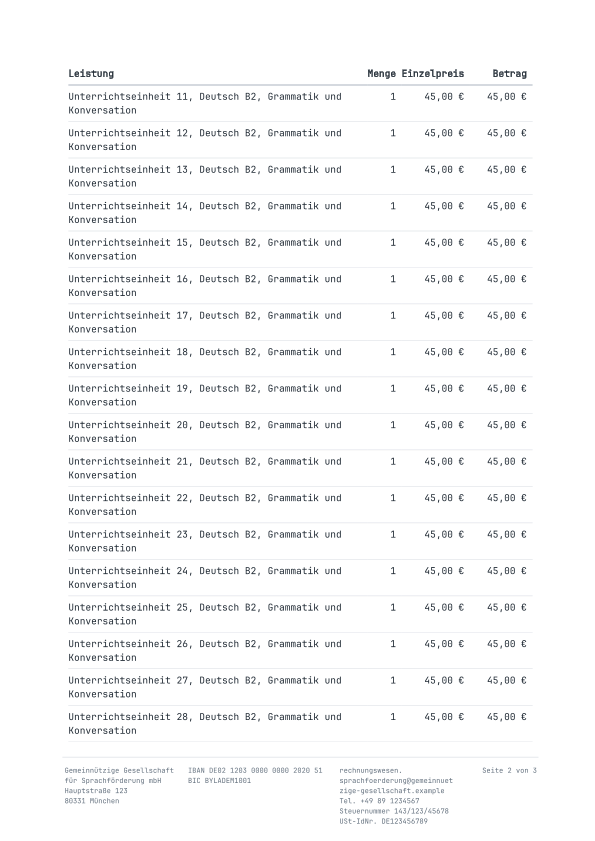 Leistung Menge Einzelpreis Betrag
Unterrichtseinheit 11, Deutsch B2, Grammatik und 1 45,00 € 45,00 €
Konversation
Unterrichtseinheit 12, Deutsch B2, Grammatik und 1 45,00 € 45,00 €
Konversation
Unterrichtseinheit 13, Deutsch B2, Grammatik und 1 45,00 € 45,00 €
Konversation
Unterrichtseinheit 14, Deutsch B2, Grammatik und 1 45,00 € 45,00 €
Konversation
Unterrichtseinheit 15, Deutsch B2, Grammatik und 1 45,00 € 45,00 €
Konversation
Unterrichtseinheit 16, Deutsch B2, Grammatik und 1 45,00 € 45,00 €
Konversation
Unterrichtseinheit 17, Deutsch B2, Grammatik und 1 45,00 € 45,00 €
Konversation
Unterrichtseinheit 18, Deutsch B2, Grammatik und 1 45,00 € 45,00 €
Konversation
Unterrichtseinheit 19, Deutsch B2, Grammatik und 1 45,00 € 45,00 €
Konversation
Unterrichtseinheit 20, Deutsch B2, Grammatik und 1 45,00 € 45,00 €
Konversation
Unterrichtseinheit 21, Deutsch B2, Grammatik und 1 45,00 € 45,00 €
Konversation
Unterrichtseinheit 22, Deutsch B2, Grammatik und 1 45,00 € 45,00 €
Konversation
Unterrichtseinheit 23, Deutsch B2, Grammatik und 1 45,00 € 45,00 €
Konversation
Unterrichtseinheit 24, Deutsch B2, Grammatik und 1 45,00 € 45,00 €
Konversation
Unterrichtseinheit 25, Deutsch B2, Grammatik und 1 45,00 € 45,00 €
Konversation
Unterrichtseinheit 26, Deutsch B2, Grammatik und 1 45,00 € 45,00 €
Konversation
Unterrichtseinheit 27, Deutsch B2, Grammatik und 1 45,00 € 45,00 €
Konversation
Unterrichtseinheit 28, Deutsch B2, Grammatik und 1 45,00 € 45,00 €
Konversation
Gemeinnützige Gesellschaft
für Sprachförderung mbH
Hauptstraße 123
80331 München
IBAN DE02 1203 0000 0000 2020 51
BIC BYLADEM1001
rechnungswesen.
sprachfoerderung@gemeinnuet
zige-gesellschaft.example
Tel. +49 89 1234567
Steuernummer 143/123/45678
USt-IdNr. DE123456789
Seite 2 von 3